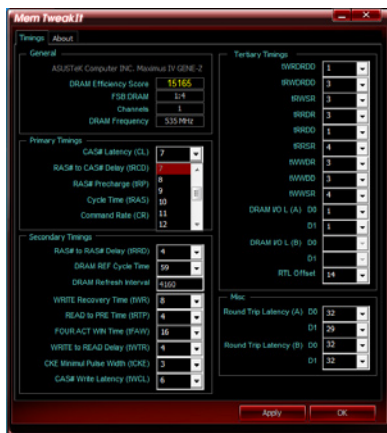 Mem TweakIt
Timings About
General
ASUSTeK Computer INC. Maximus IV GENE-Z
DRAM Efficiency Score 15165
FSB:DRAM 1:4
Channels 1
DRAM Frequency 535 MHz
Primary Timings
CAS# Latency (CL) 7
RAS# to CAS# Delay (tRCD) 7
8
RAS# Precharge (tRP) 9
Cycle Time (tRAS) 10
Command Rate (CR) 11
12
Secondary Timings
RAS# to RAS# Delay (tRRD) 4
DRAM REF Cycle Time 59
DRAM Refresh Interval 4160
WRITE Recovery Time (tWR) 8
READ to PRE Time (tRTP) 4
FOUR ACT WIN Time (tFAW) 16
WRITE to READ Delay (tWTR) 4
CKE Minimul Pulse Width (tCKE) 3
CAS# Write Latency (tWCL) 6
Tertiary Timings
tWRDRDD 1
tRWDRDD 3
tRWSR 3
tRRDR 3
tRRDD 1
tRRSR 4
tWWDR 3
tWWDD 3
tWWSR 4
DRAM I/O L (A) D0 1
D1 1
DRAM I/O L (B) D0
D1
RTL Offset 14
Misc
Round Trip Latency (A) D0 32
D1 29
Round Trip Latency (B) D0 32
D1 32
Apply OK